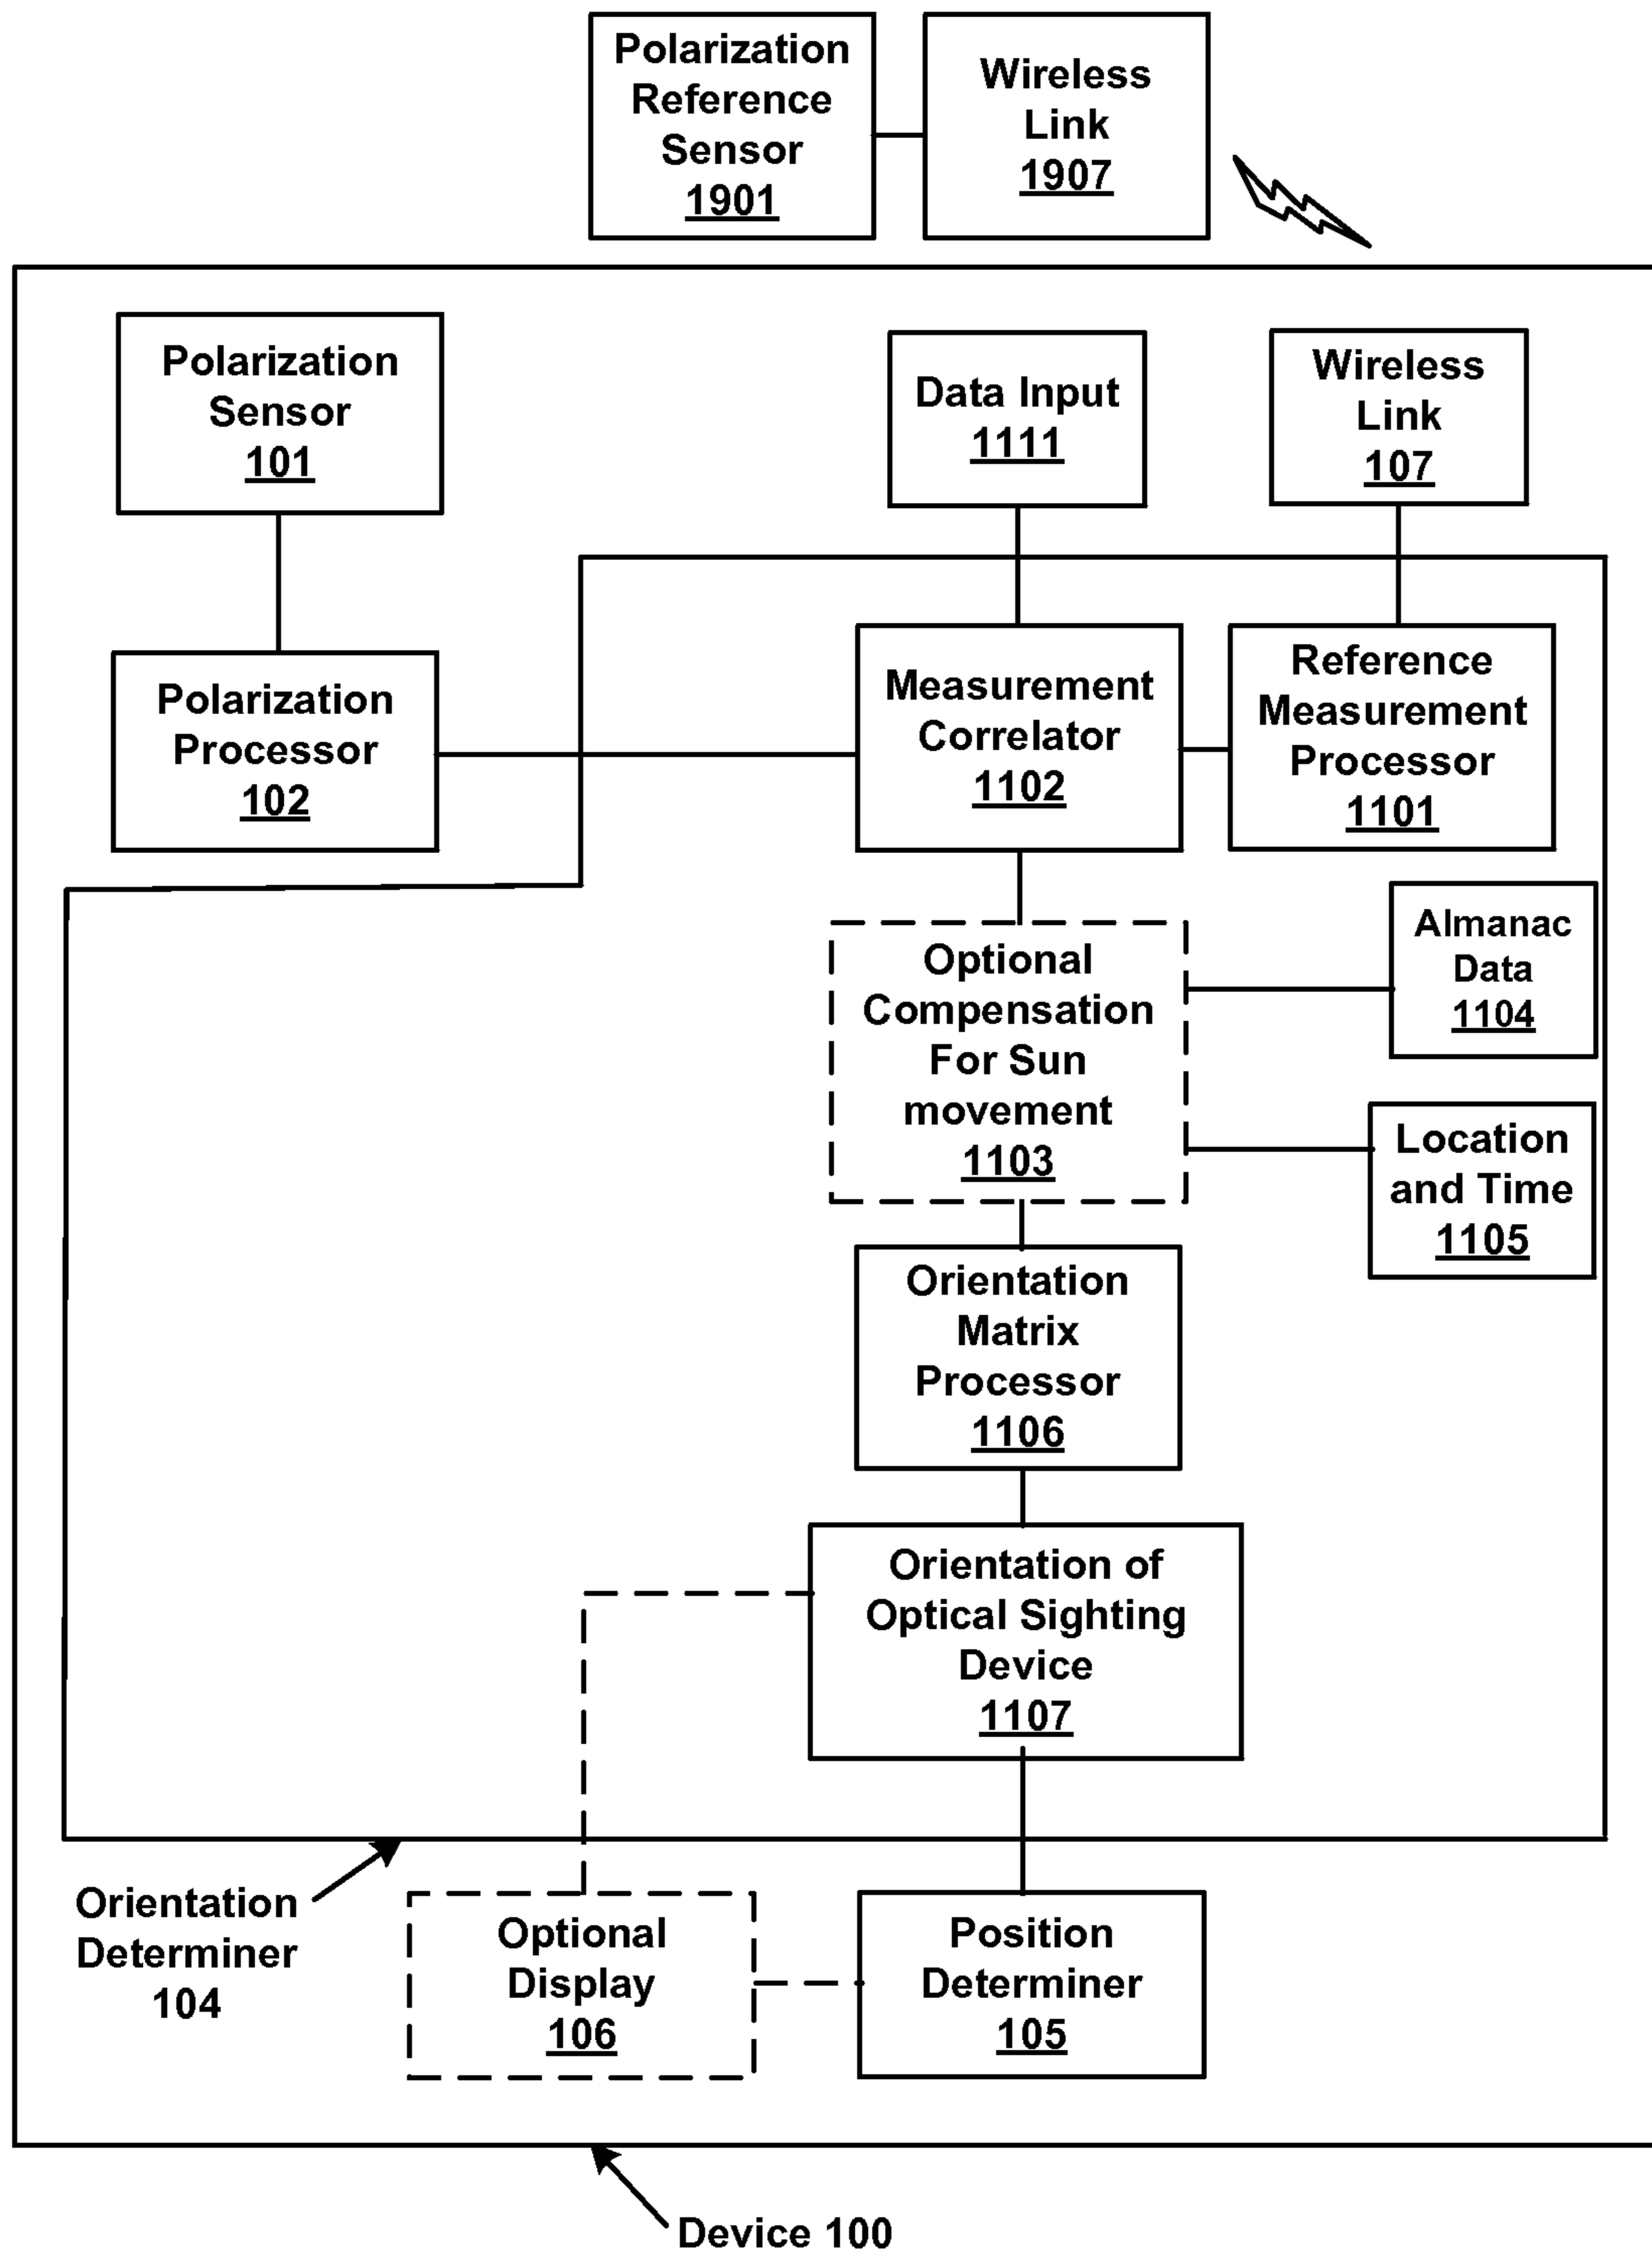 Polarization
Reference
Sensor
1901
Wireless
Link
1907
Polarization
Sensor
101
Data Input
1111
Wireless
Link
107
Polarization
Processor
102
Measurement
Correlator
1102
Reference
Measurement
Processor
1101
Optional
Compensation
For Sun
movement
1103
Almanac
Data
1104
Location
and Time
1105
Orientation
Matrix
Processor
1106
Orientation of
Optical Sighting
Device
1107
Orientation
Determiner
104
Optional
Display
106
Position
Determiner
105
Device 100